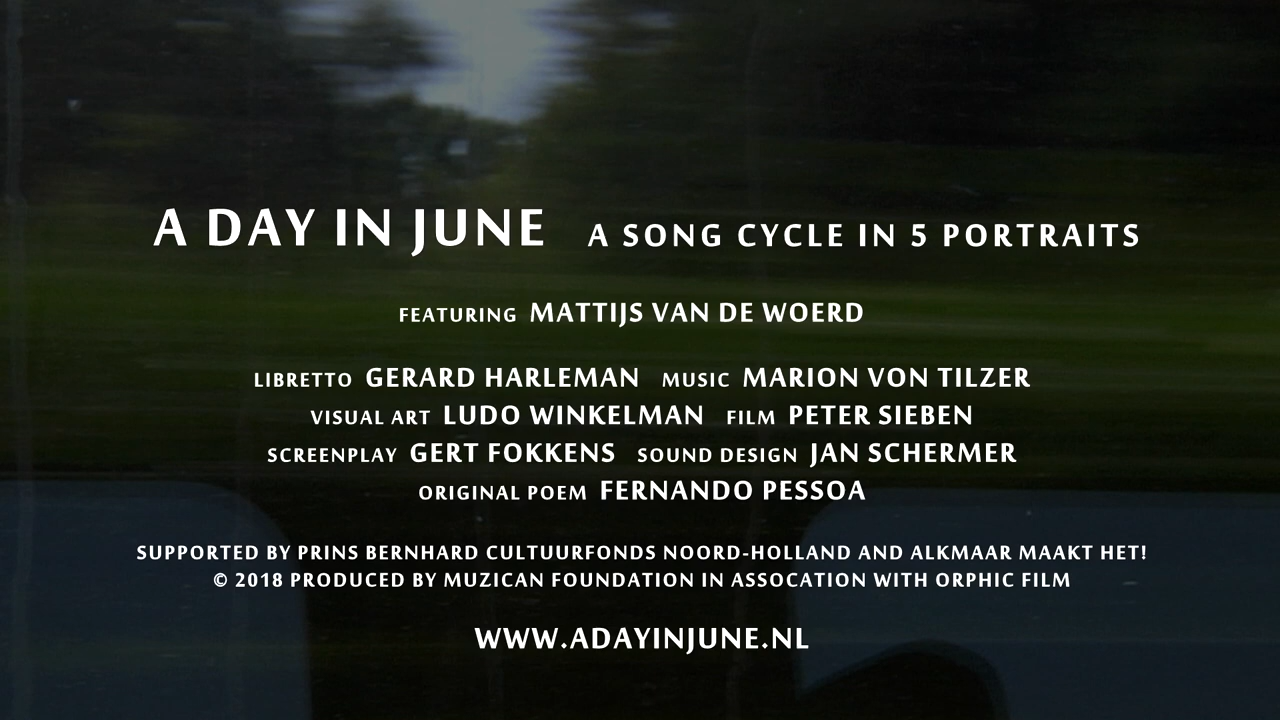 A DAY IN JUNE A SONG CYCLE IN 5 PORTRAITS
FEATURING MATTIJS VAN DE WOERD
LIBRETTO GERARD HARLEMAN MUSIC MARION VON TILZER
VISUAL ART LUDO WINKELMAN FILM PETER SIEBEN
SCREENPLAY GERT FOKKENS SOUND DESIGN JAN SCHERMER
ORIGINAL POEM FERNANDO PESSOA
SUPPORTED BY PRINS BERNHARD CULTUURFONDS NOORD-HOLLAND AND ALKMAAR MAAKT HET!
© 2018 PRODUCED BY MUZICAN FOUNDATION IN ASSOCATION WITH ORPHIC FILM
WWW.ADAYINJUNE.NL